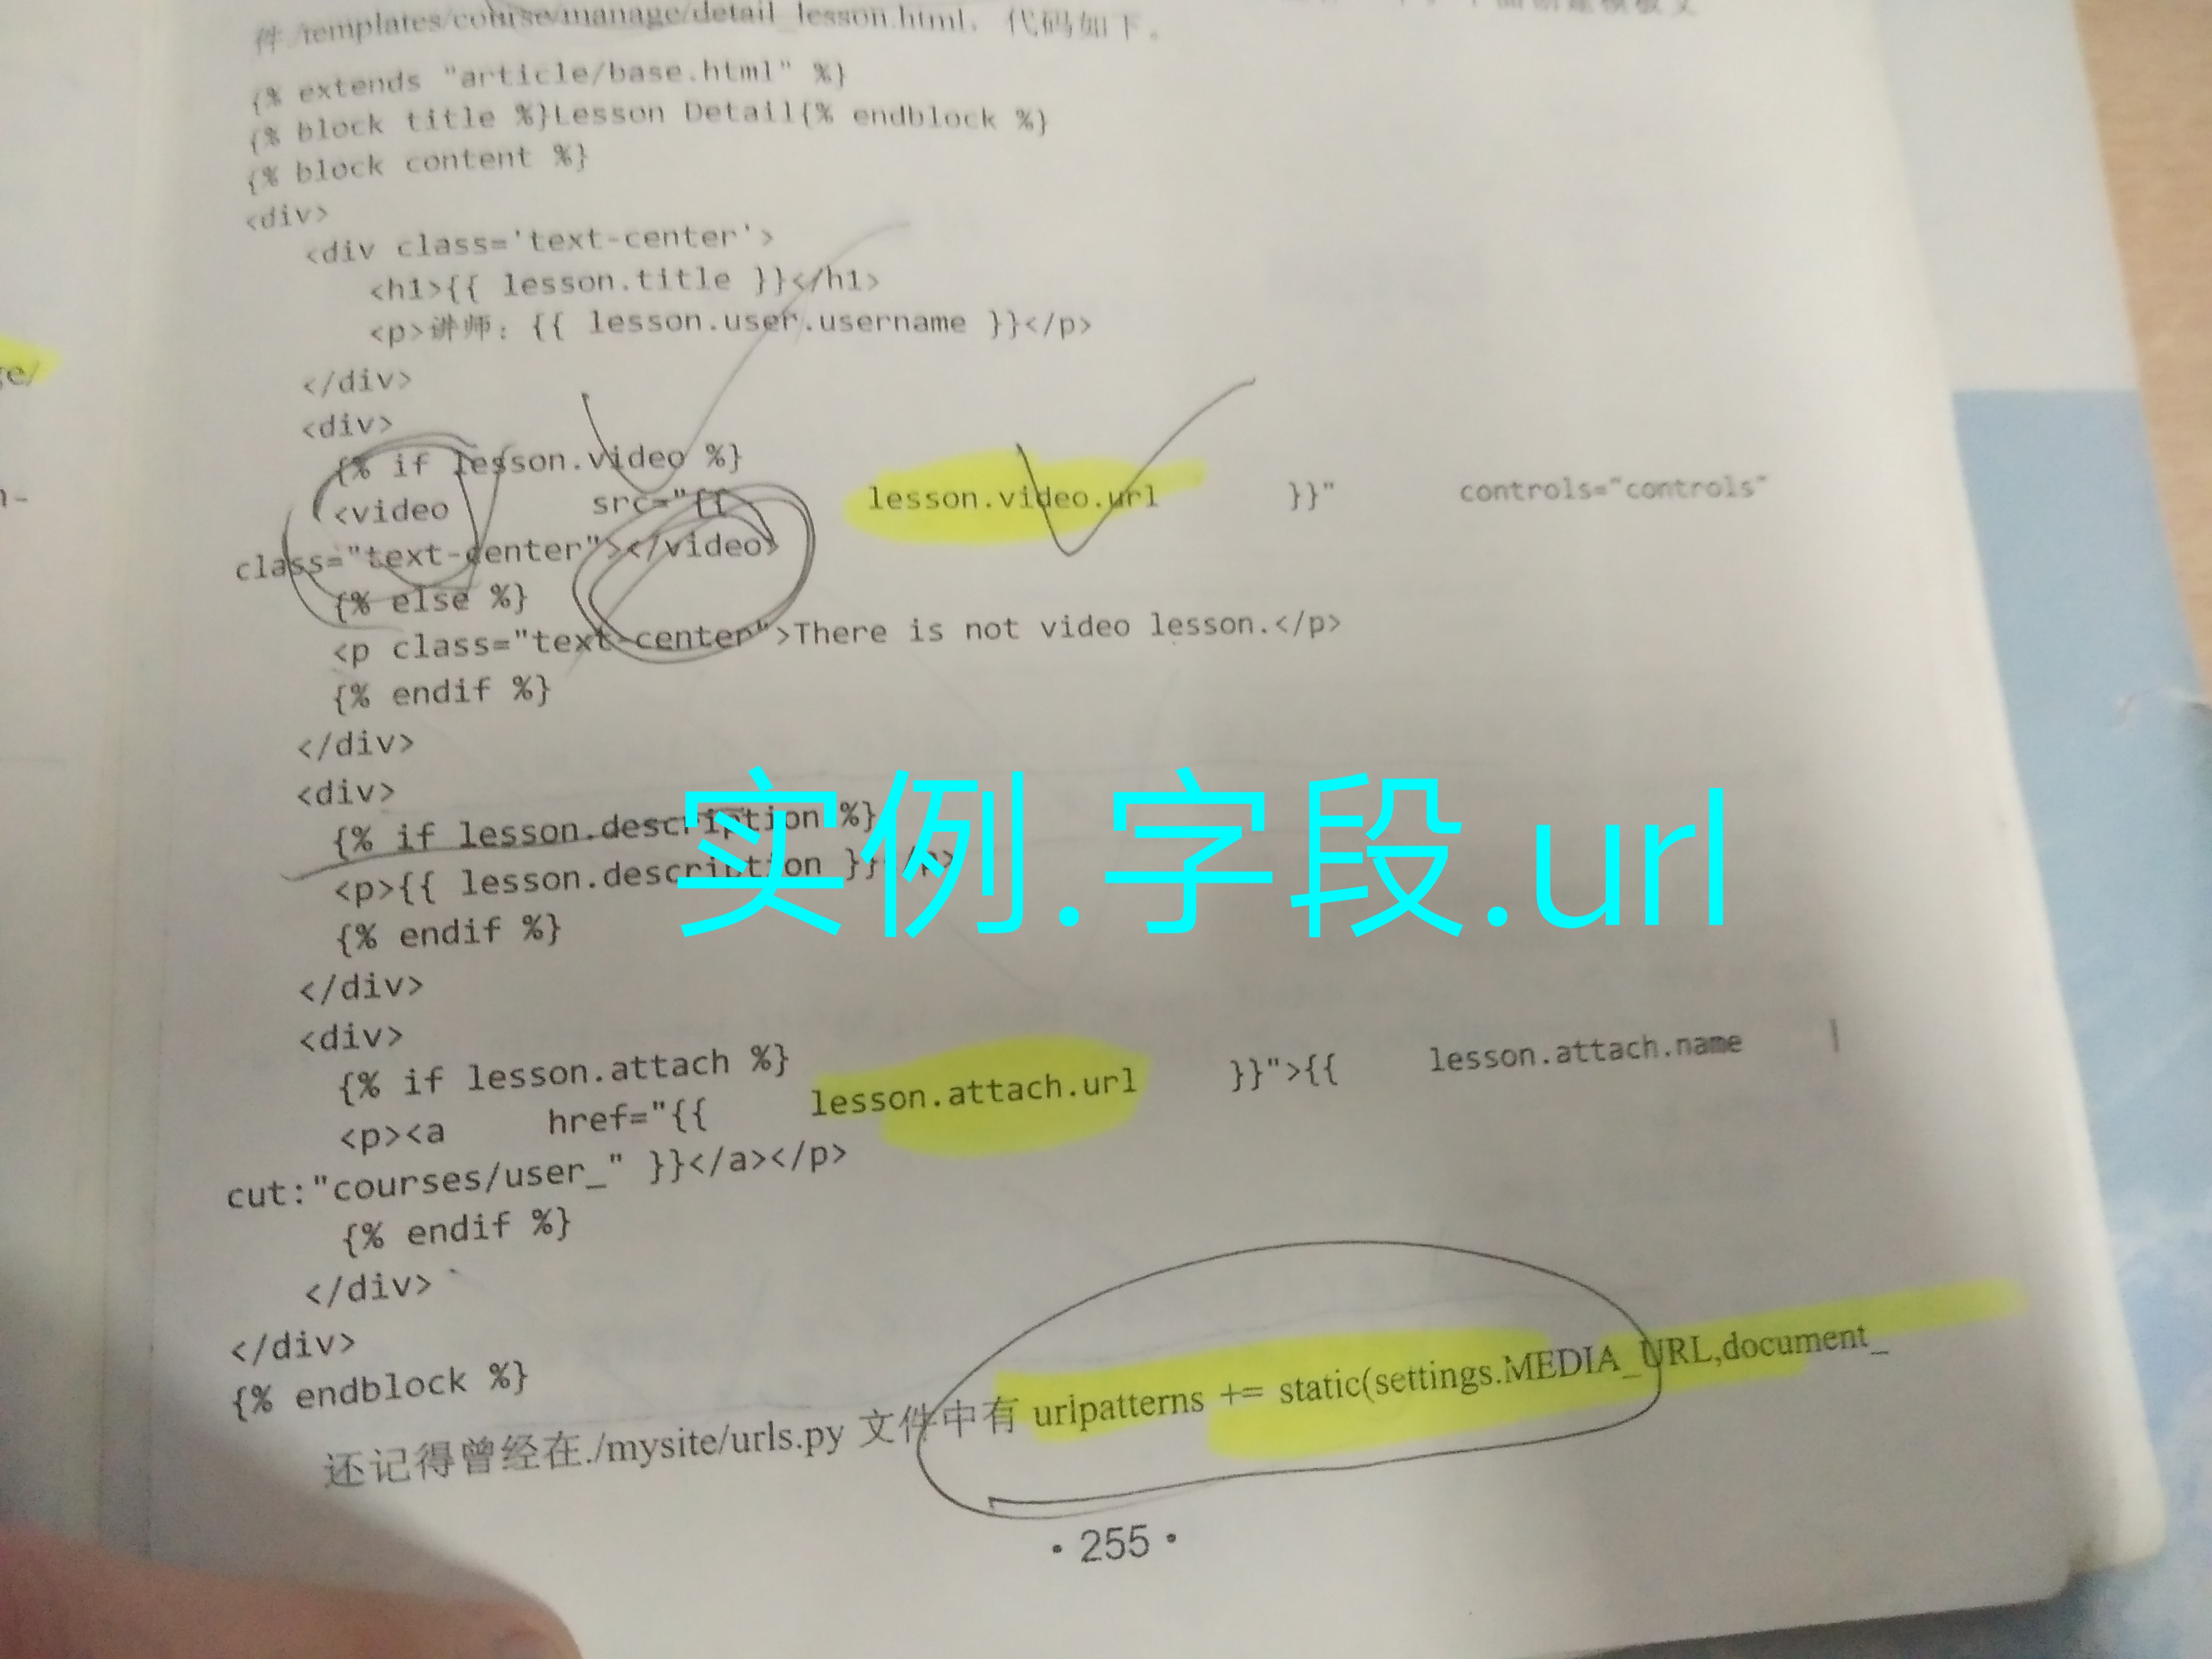 件./templates/course/manage/detail_lesson.html，代码如下。
{% extends "article/base.html" %}
{% block title %}Lesson Detail{% endblock %}
{% block content %}
<div>
<div class='text-center'>
<h1>{{ lesson.title }}</h1>
<p>讲师：{{ lesson.user.username }}</p>
</div>
<div>
{% if lesson.video %}
<video src="{{ lesson.video.url }}" controls="controls"
class="text-center"></video>
{% else %}
<p class="text-center">There is not video lesson.</p>
{% endif %}
</div>
<div>
{% if lesson.description %}
<p>{{ lesson.description }}</p>
{% endif %}
实例.字段.url
</div>
<div>
{% if lesson.attach %}
<p><a href="{{ lesson.attach.url }}">{{ lesson.attach.name |
cut:"courses/user_" }}</a></p>
{% endif %}
</div>
</div>
{% endblock %}
还记得曾经在./mysite/urls.py 文件中有 urlpatterns += static(settings.MEDIA_URL,document_
• 255 •